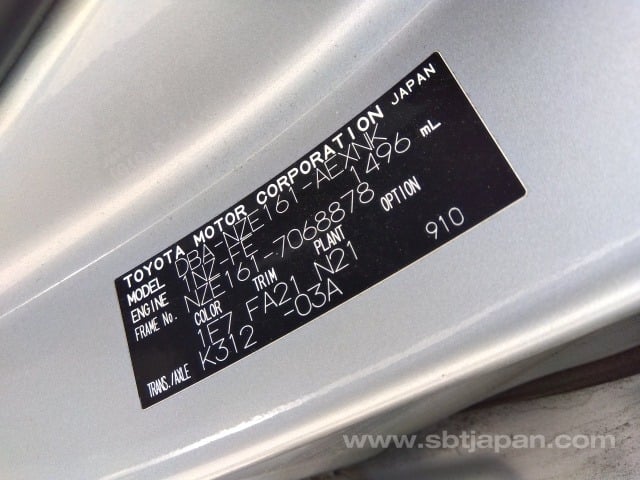 TOYOTA MOTOR CORPORATION JAPAN
MODEL DBA-NZE161-AEXNK
ENGINE 1NZ-FE 1496 mL
FRAME No. NZE161-7068878
COLOR TRIM PLANT OPTION
1F7 FA21 N21 910
TRANS./AXLE K312 -03A
www.sbtjapan.com